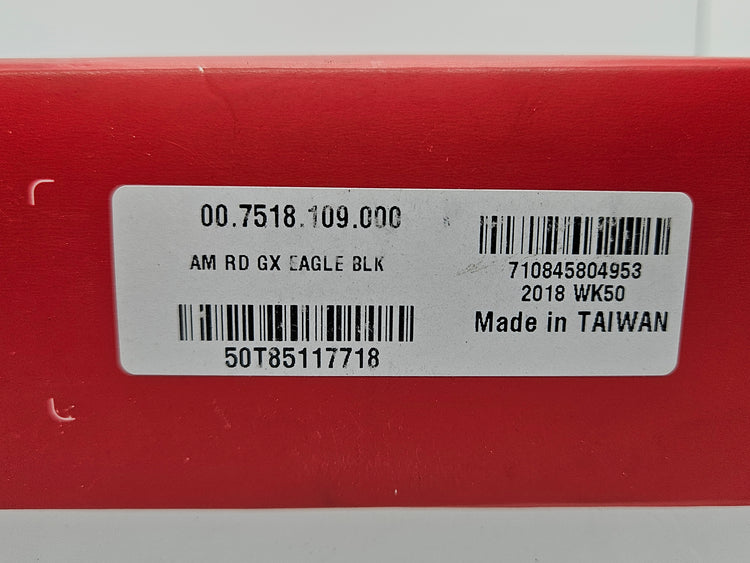 00.7518.109.000
AM RD GX EAGLE BLK
50T85117718
710845804953
2018 WK50
Made in TAIWAN